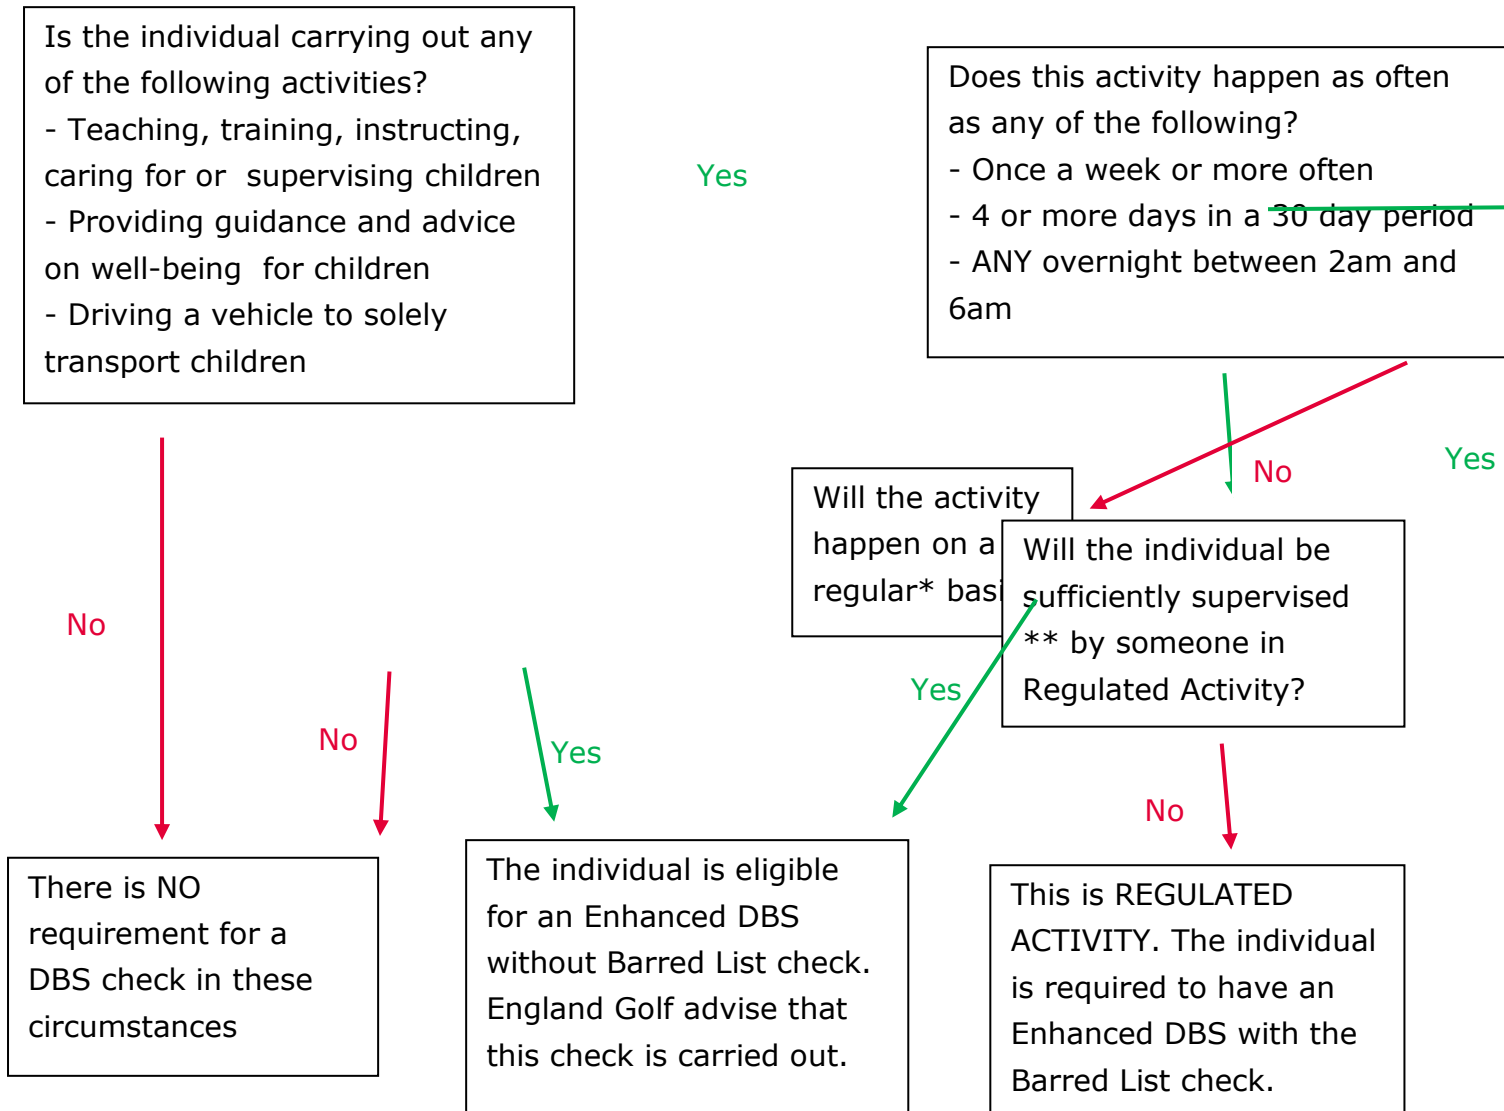 Is the individual carrying out any
of the following activities?
- Teaching, training, instructing,
caring for or  supervising children
- Providing guidance and advice
on well-being  for children
- Driving a vehicle to solely
transport children
Yes
Does this activity happen as often
as any of the following?
- Once a week or more often
- 4 or more days in a 30 day period
- ANY overnight between 2am and
6am
No
Yes
Will the activity
happen on a
regular* basi
Will the individual be
sufficiently supervised
** by someone in
Regulated Activity?
No
Yes
No
Yes
No
There is NO
requirement for a
DBS check in these
circumstances
The individual is eligible
for an Enhanced DBS
without Barred List check.
England Golf advise that
this check is carried out.
This is REGULATED
ACTIVITY. The individual
is required to have an
Enhanced DBS with the
Barred List check.